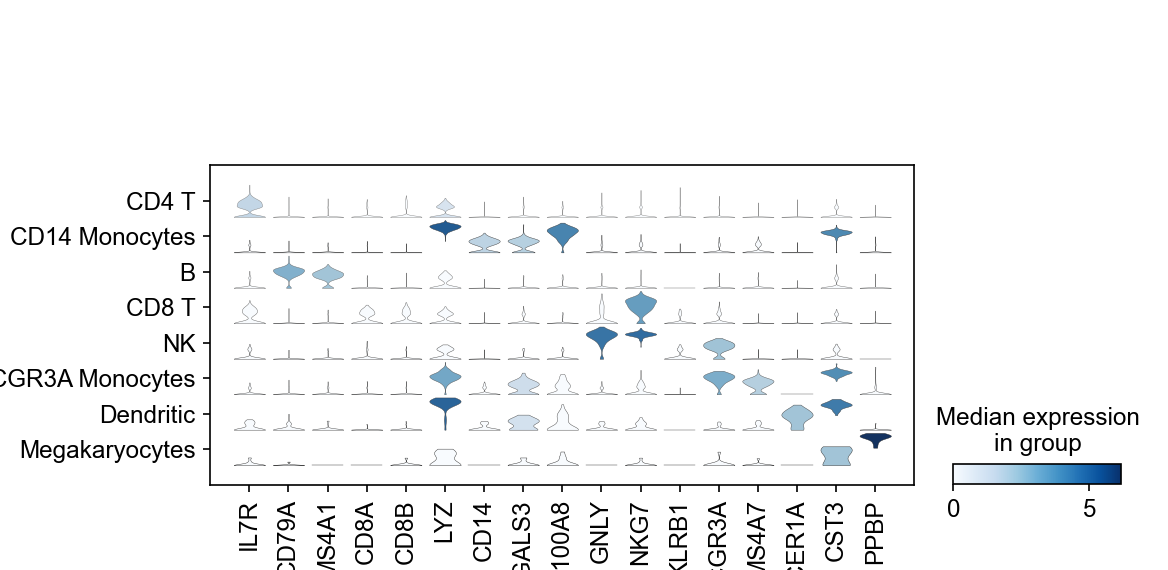 CD4 T
CD14 Monocytes
B
CD8 T
NK
CGR3A Monocytes
Dendritic
Megakaryocytes
IL7R
CD79A
MS4A1
CD8A
CD8B
LYZ
CD14
GALS3
100A8
GNLY
NKG7
KLRB1
CGR3A
MS4A7
CER1A
CST3
PPBP
Median expression
in group
0 5